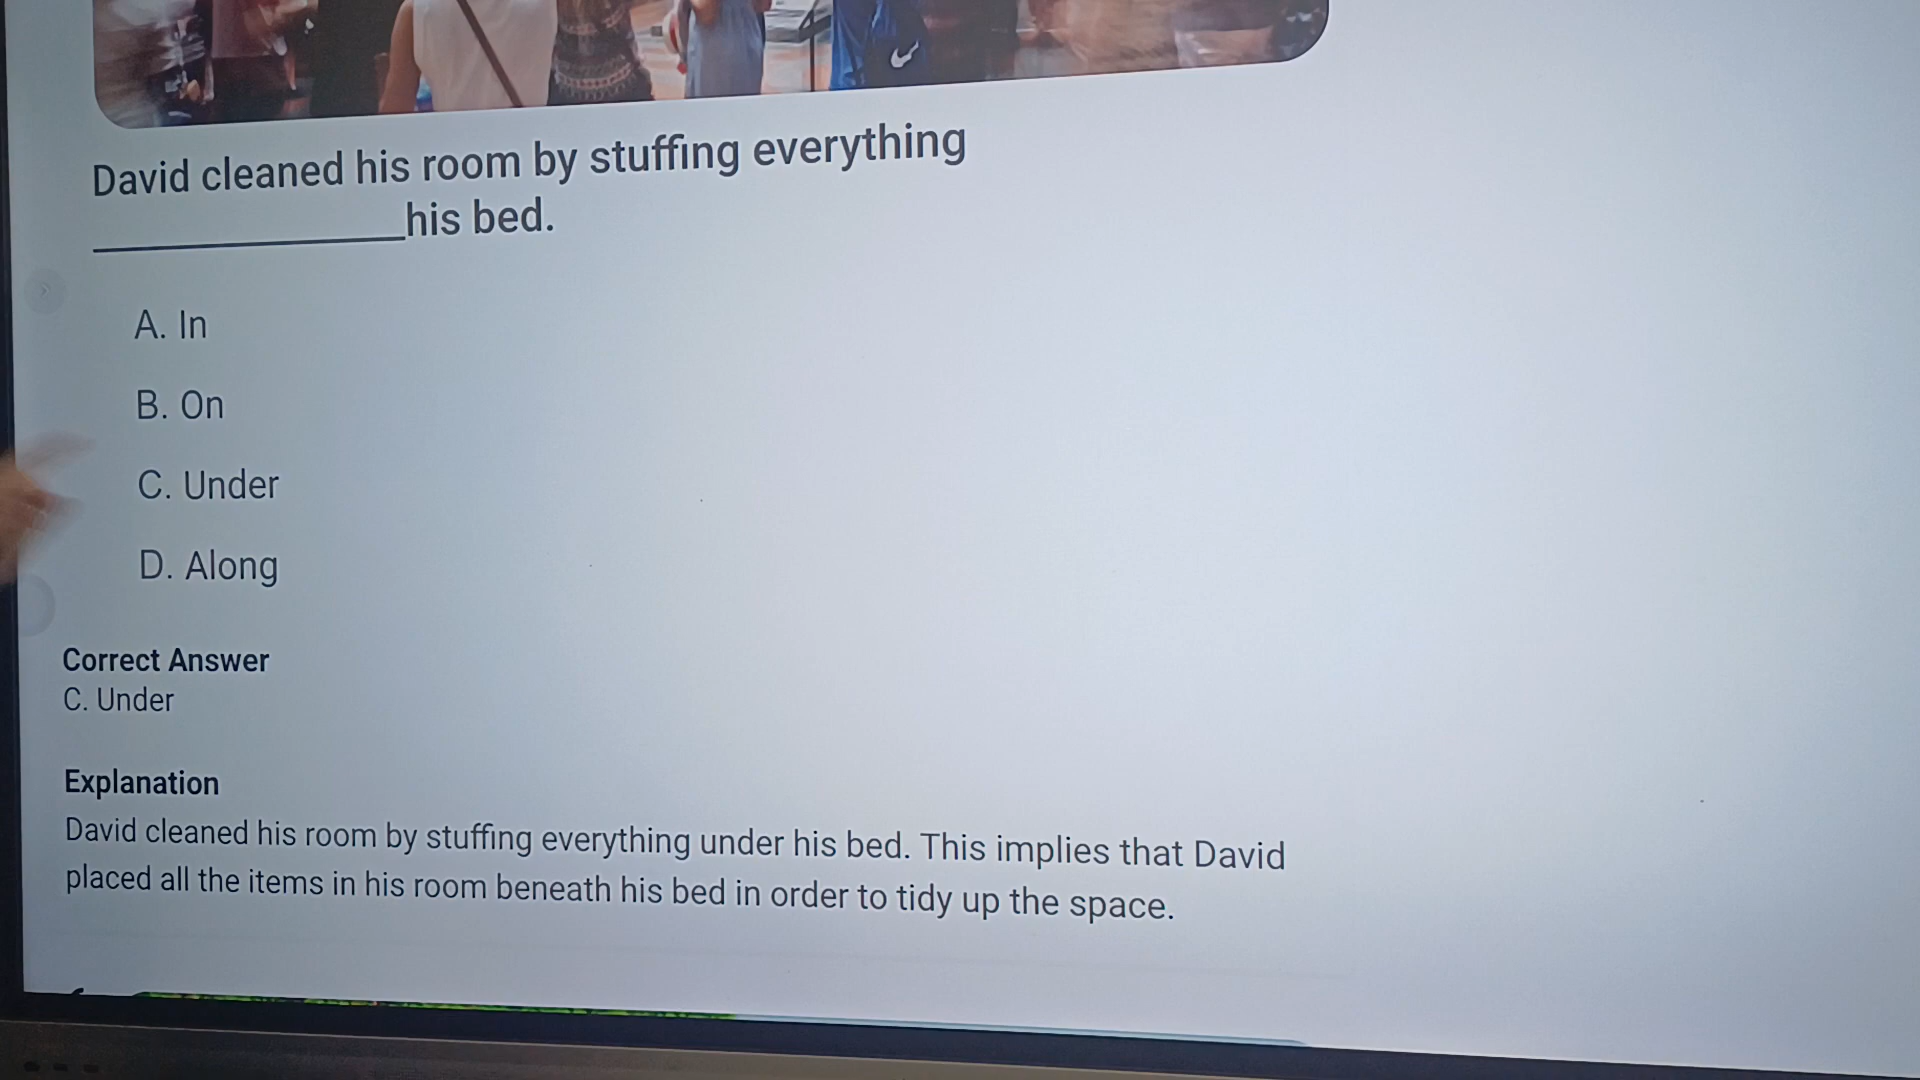 David cleaned his room by stuffing everything
______________his bed.
A. In
B. On
C. Under
D. Along
Correct Answer
C. Under
Explanation
David cleaned his room by stuffing everything under his bed. This implies that David
placed all the items in his room beneath his bed in order to tidy up the space.